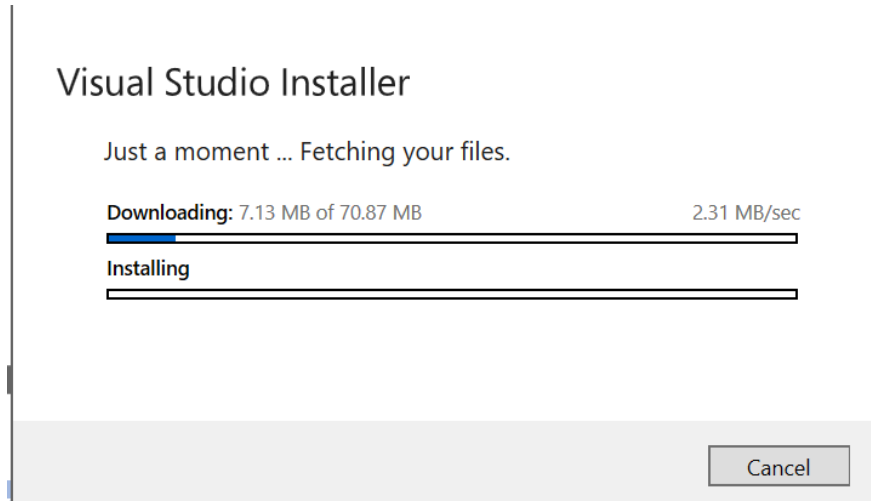 Visual Studio Installer
Just a moment ... Fetching your files.
Downloading: 7.13 MB of 70.87 MB 2.31 MB/sec
Installing
Cancel